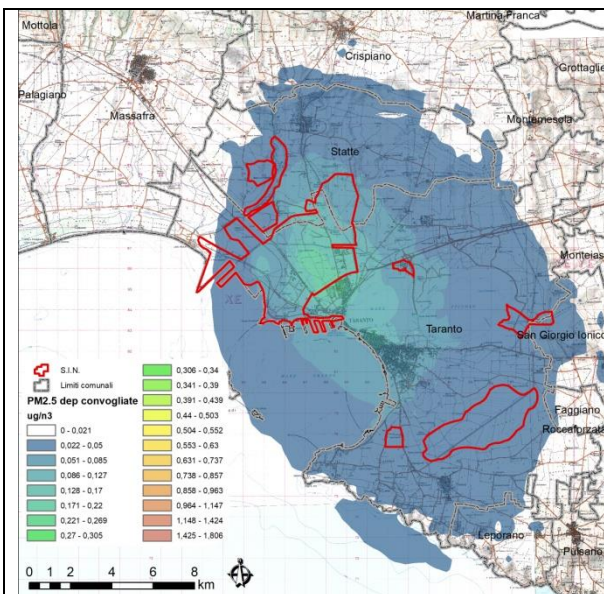 Mottola
Martina-Franca
Crispiano
Grottaglie
Palagiano
Massafra
Montemesola
Statte
Monteias
XE
TARANTO
Taranto
San Giorgio Ionico
Faggiano
Roccaforzata
Leporano
Pulsano
S.I.N.
Limiti comunali
PM2.5 dep convogliate
ug/n3
0 - 0,021
0,022 - 0,05
0,051 - 0,085
0,086 - 0,127
0,128 - 0,17
0,171 - 0,22
0,221 - 0,269
0,27 - 0,305
0,306 - 0,34
0,341 - 0,39
0,391 - 0,439
0,44 - 0,503
0,504 - 0,552
0,553 - 0,63
0,631 - 0,737
0,738 - 0,857
0,858 - 0,963
0,964 - 1,147
1,148 - 1,424
1,425 - 1,806
0 2 4 6 8
km